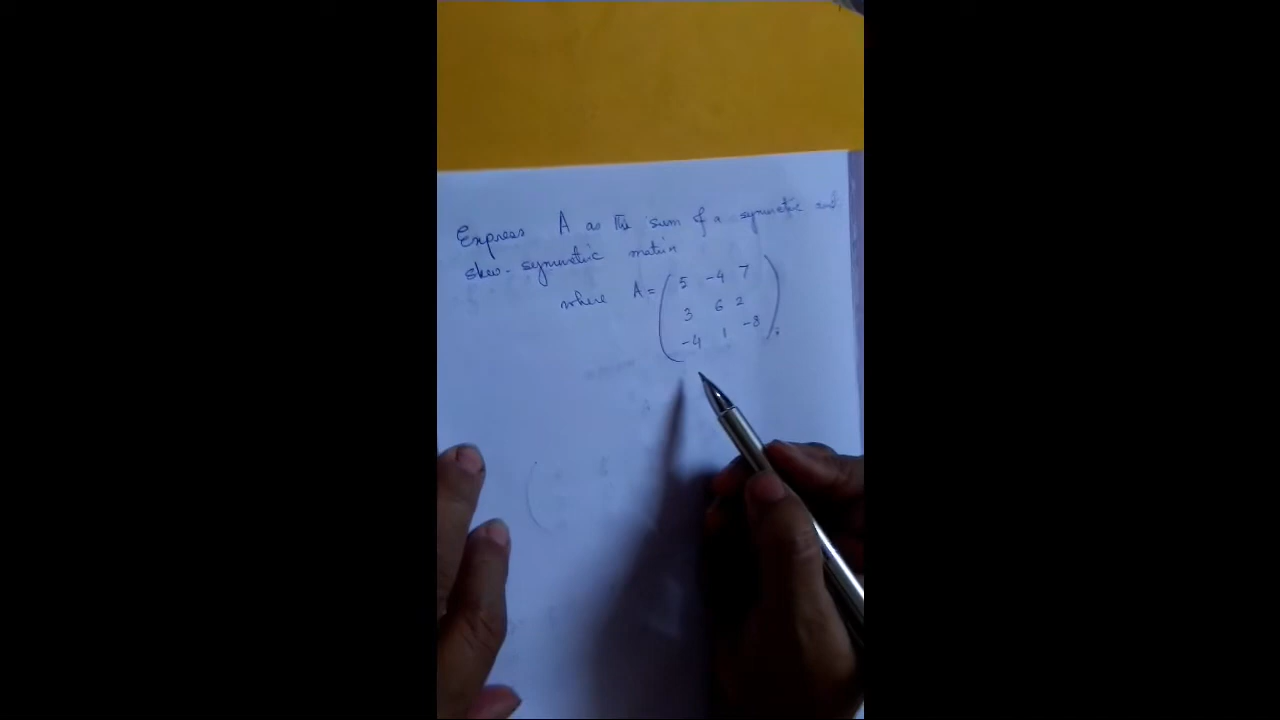 Express A as the sum of a symmetric and
skew-symmetric matrix
where A = ( 5 -4 7
3 6 2
-4 1 -8 )